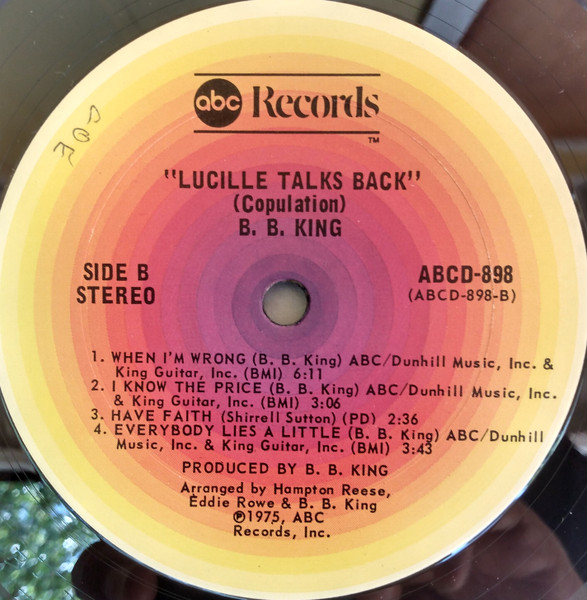 abc Records
TM
"LUCILLE TALKS BACK"
(Copulation)
B. B. KING
SIDE B
STEREO
ABCD-898
(ABCD-898-B)
1. WHEN I'M WRONG (B. B. King) ABC/Dunhill Music, Inc. &
King Guitar, Inc. (BMI) 6:11
2. I KNOW THE PRICE (B. B. King) ABC/Dunhill Music, Inc.
& King Guitar, Inc. (BMI) 3:06
3. HAVE FAITH (Shirrell Sutton) (PD) 2:36
4. EVERYBODY LIES A LITTLE (B. B. King) ABC/Dunhill
Music, Inc. & King Guitar, Inc. (BMI) 3:43
PRODUCED BY B. B. KING
Arranged by Hampton Reese,
Eddie Rowe & B. B. King
℗1975, ABC
Records, Inc.